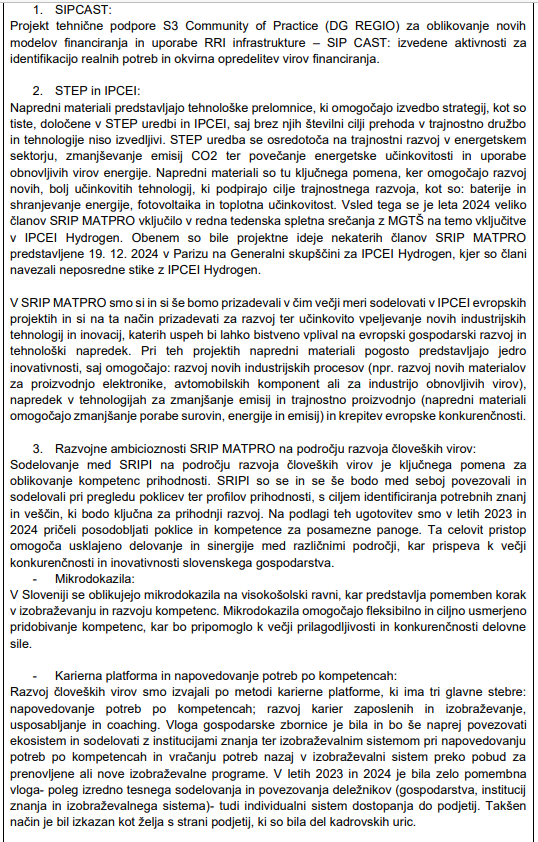 1. SIPCAST:
Projekt tehnične podpore S3 Community of Practice (DG REGIO) za oblikovanje novih
modelov financiranja in uporabe RRI infrastrukture – SIP CAST: izvedene aktivnosti za
identifikacijo realnih potreb in okvirna opredelitev virov financiranja.
2. STEP in IPCEI:
Napredni materiali predstavljajo tehnološke prelomnice, ki omogočajo izvedbo strategij, kot so
tiste, določene v STEP uredbi in IPCEI, saj brez njih številni cilji prehoda v trajnostno družbo
in tehnologije niso izvedljivi. STEP uredba se osredotoča na trajnostni razvoj v energetskem
sektorju, zmanjševanje emisij CO2 ter povečanje energetske učinkovitosti in uporabe
obnovljivih virov energije. Napredni materiali so tu ključnega pomena, ker omogočajo razvoj
novih, bolj učinkovitih tehnologij, ki podpirajo cilje trajnostnega razvoja, kot so: baterije in
shranjevanje energije, fotovoltaika in toplotna učinkovitost. Vsled tega se je leta 2024 veliko
članov SRIP MATPRO vključilo v redna tedenska spletna srečanja z MGTŠ na temo vključitve
v IPCEI Hydrogen. Obenem so bile projektne ideje nekaterih članov SRIP MATPRO
predstavljene 19. 12. 2024 v Parizu na Generalni skupščini za IPCEI Hydrogen, kjer so člani
navezali neposredne stike z IPCEI Hydrogen.
V SRIP MATPRO smo si in si še bomo prizadevali v čim večji meri sodelovati v IPCEI evropskih
projektih in si na ta način prizadevati za razvoj ter učinkovito vpeljevanje novih industrijskih
tehnologij in inovacij, katerih uspeh bi lahko bistveno vplival na evropski gospodarski razvoj in
tehnološki napredek. Pri teh projektih napredni materiali pogosto predstavljajo jedro
inovativnosti, saj omogočajo: razvoj novih industrijskih procesov (npr. razvoj novih materialov
za proizvodnjo elektronike, avtomobilskih komponent ali za industrijo obnovljivih virov),
napredek v tehnologijah za zmanjšanje emisij in trajnostno proizvodnjo (napredni materiali
omogočajo zmanjšanje porabe surovin, energije in emisij) in krepitev evropske konkurenčnosti.
3. Razvojne ambicioznosti SRIP MATPRO na področju razvoja človeških virov:
Sodelovanje med SRIPI na področju razvoja človeških virov je ključnega pomena za
oblikovanje kompetenc prihodnosti. SRIPI so se in se še bodo med seboj povezovali in
sodelovali pri pregledu poklicev ter profilov prihodnosti, s ciljem identificiranja potrebnih znanj
in veščin, ki bodo ključna za prihodnji razvoj. Na podlagi teh ugotovitev smo v letih 2023 in
2024 pričeli posodobljati poklice in kompetence za posamezne panoge. Ta celovit pristop
omogoča usklajeno delovanje in sinergije med različnimi področji, kar prispeva k večji
konkurenčnosti in inovativnosti slovenskega gospodarstva.
- Mikrodokazila:
V Sloveniji se oblikujejo mikrodokazila na visokošolski ravni, kar predstavlja pomemben korak
v izobraževanju in razvoju kompetenc. Mikrodokazila omogočajo fleksibilno in ciljno usmerjeno
pridobivanje kompetenc, kar bo pripomoglo k večji prilagodljivosti in konkurenčnosti delovne
sile.
- Karierna platforma in napovedovanje potreb po kompetencah:
Razvoj človeških virov smo izvajali po metodi karierne platforme, ki ima tri glavne stebre:
napovedovanje potreb po kompetencah; razvoj karier zaposlenih in izobraževanje,
usposabljanje in coaching. Vloga gospodarske zbornice je bila in bo še naprej povezovati
ekosistem in sodelovati z institucijami znanja ter izobraževalnim sistemom pri napovedovanju
potreb po kompetencah in vračanju potreb nazaj v izobraževalni sistem preko pobud za
prenovljene ali nove izobraževalne programe. V letih 2023 in 2024 je bila zelo pomembna
vloga- poleg izredno tesnega sodelovanja in povezovanja deležnikov (gospodarstva, institucij
znanja in izobraževalnega sistema)- tudi individualni sistem dostopanja do podjetij. Takšen
način je bil izkazan kot želja s strani podjetij, ki so bila del kadrovskih uric.